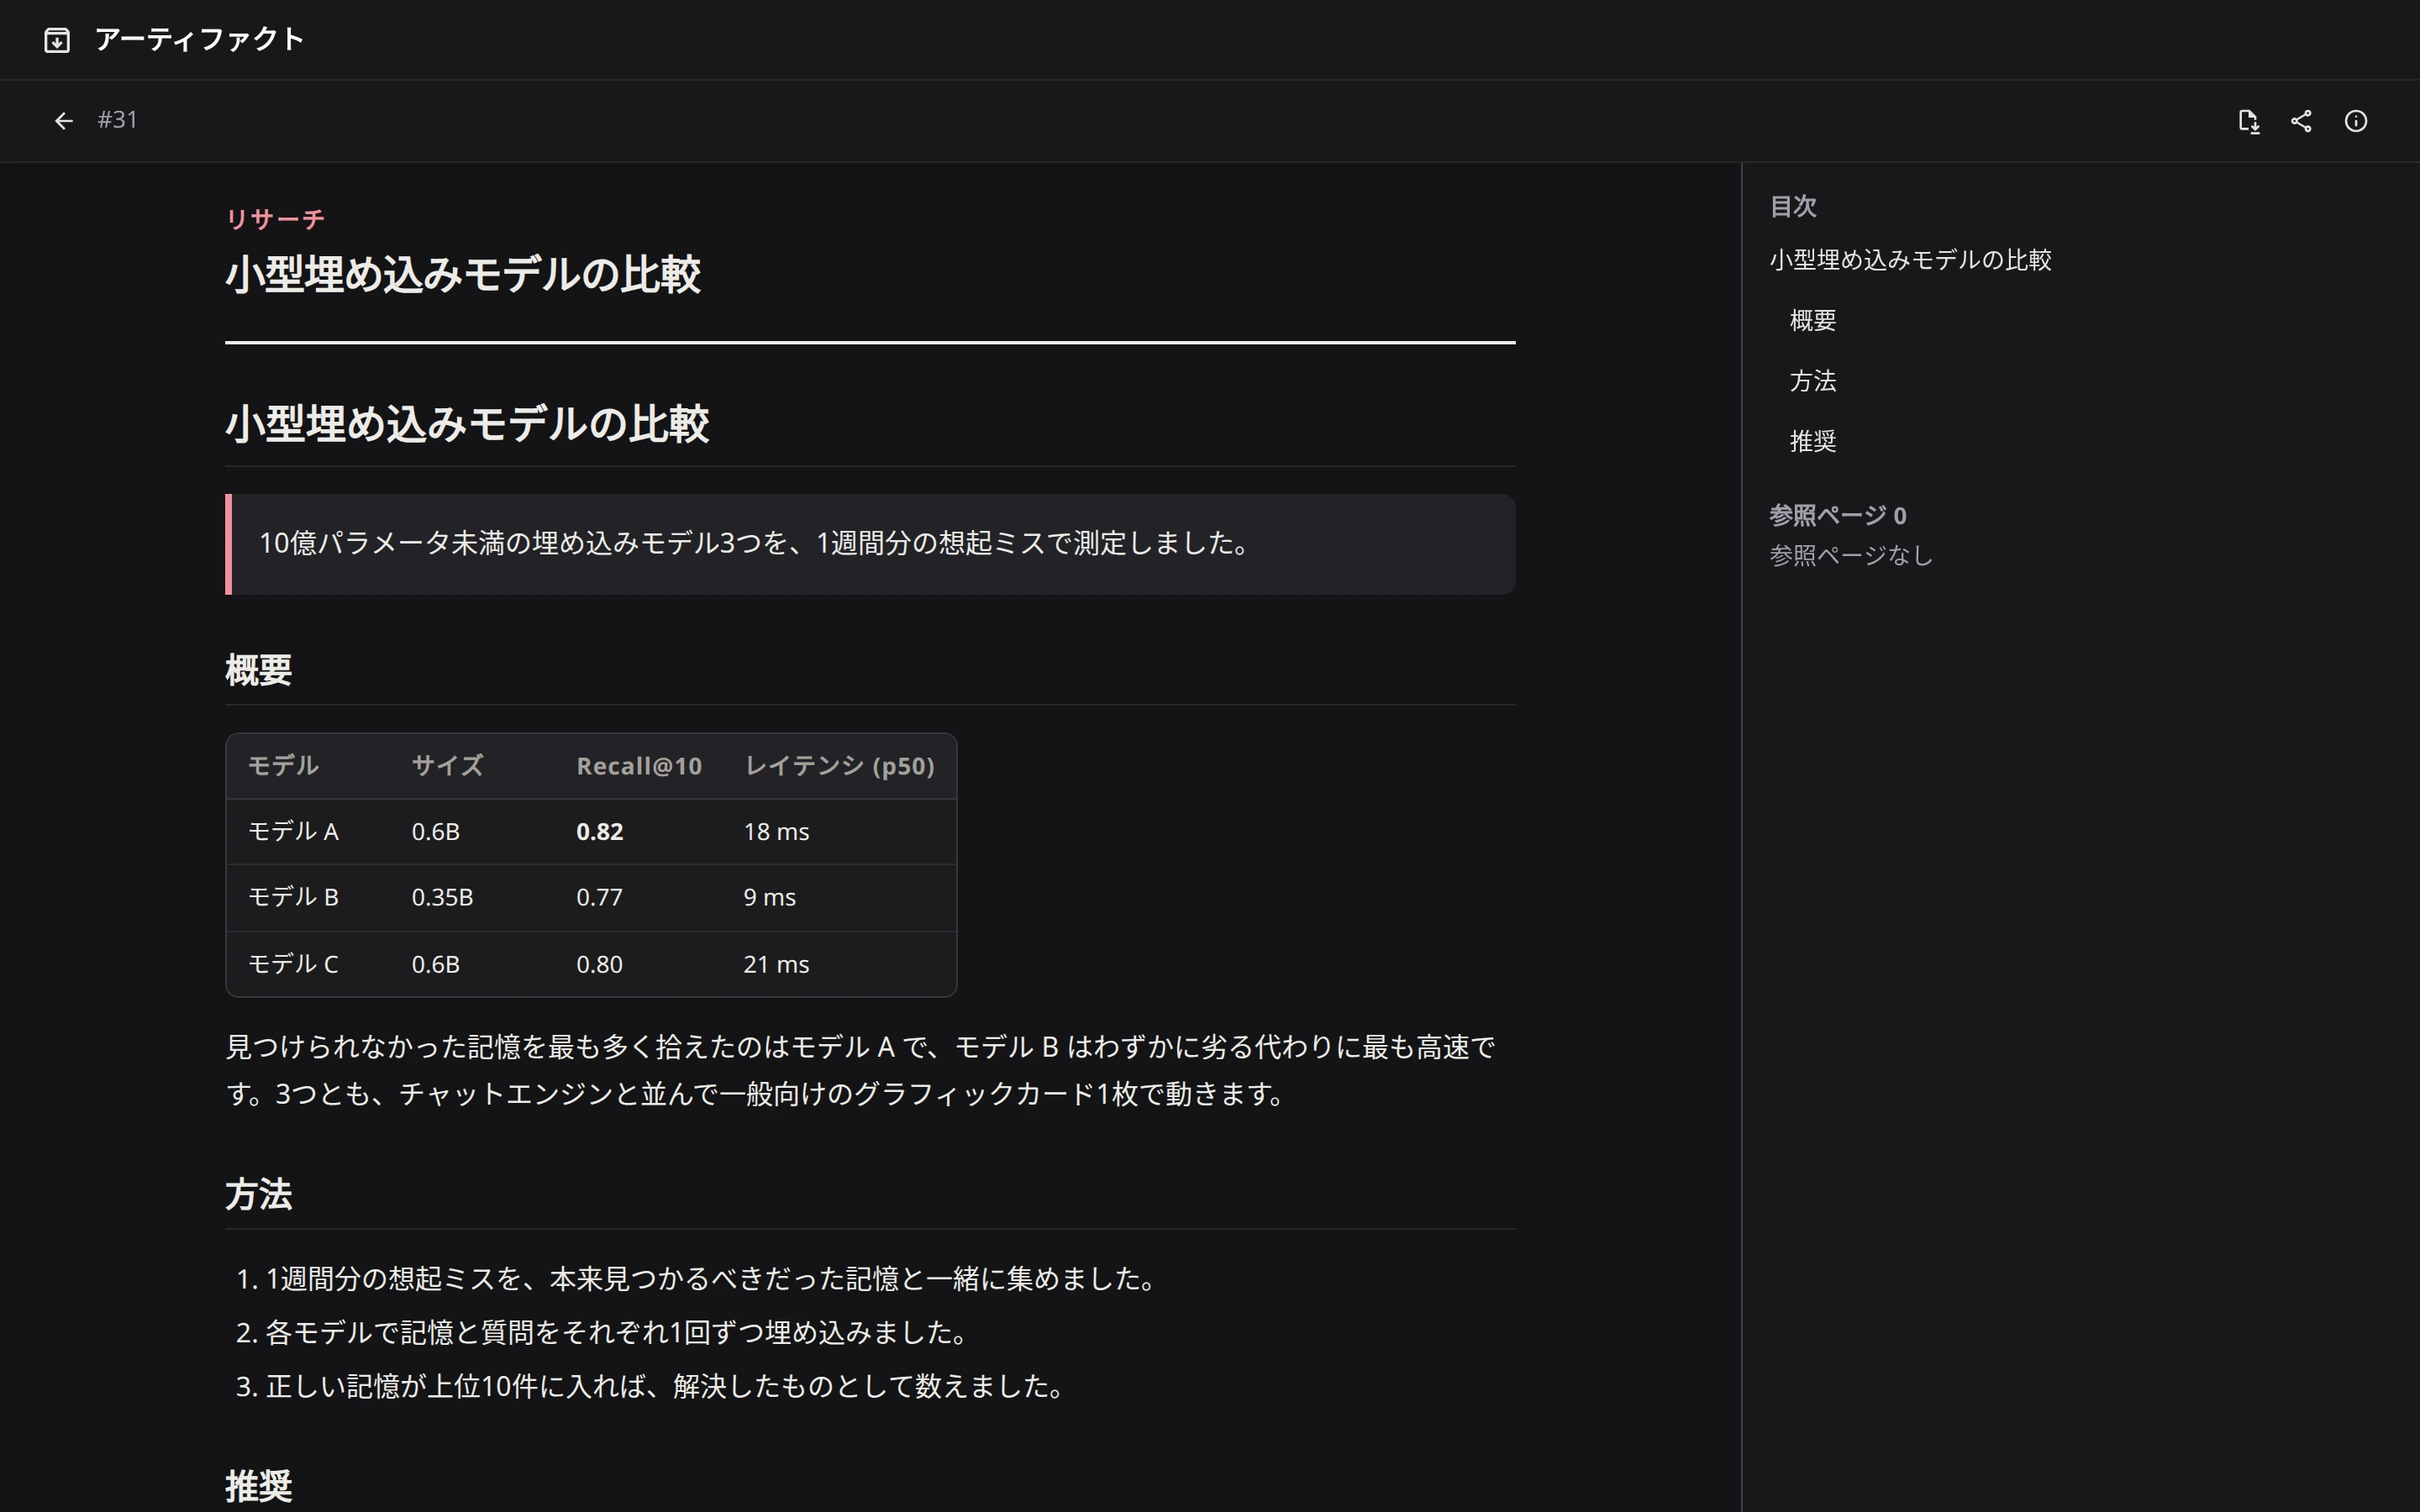 アーティファクト
#31
リサーチ
小型埋め込みモデルの比較
小型埋め込みモデルの比較
10億パラメータ未満の埋め込みモデル3つを、1週間分の想起ミスで測定しました。
概要
モデル サイズ Recall@10 レイテンシ (p50)
モデル A 0.6B 0.82 18 ms
モデル B 0.35B 0.77 9 ms
モデル C 0.6B 0.80 21 ms
見つけられなかった記憶を最も多く拾えたのはモデル A で、モデル B はわずかに劣る代わりに最も高速で
す。3つとも、チャットエンジンと並んで一般向けのグラフィックカード1枚で動きます。
方法
1. 1週間分の想起ミスを、本来見つかるべきだった記憶と一緒に集めました。
2. 各モデルで記憶と質問をそれぞれ1回ずつ埋め込みました。
3. 正しい記憶が上位10件に入れば、解決したものとして数えました。
推奨
目次
小型埋め込みモデルの比較
概要
方法
推奨
参照ページ 0
参照ページなし